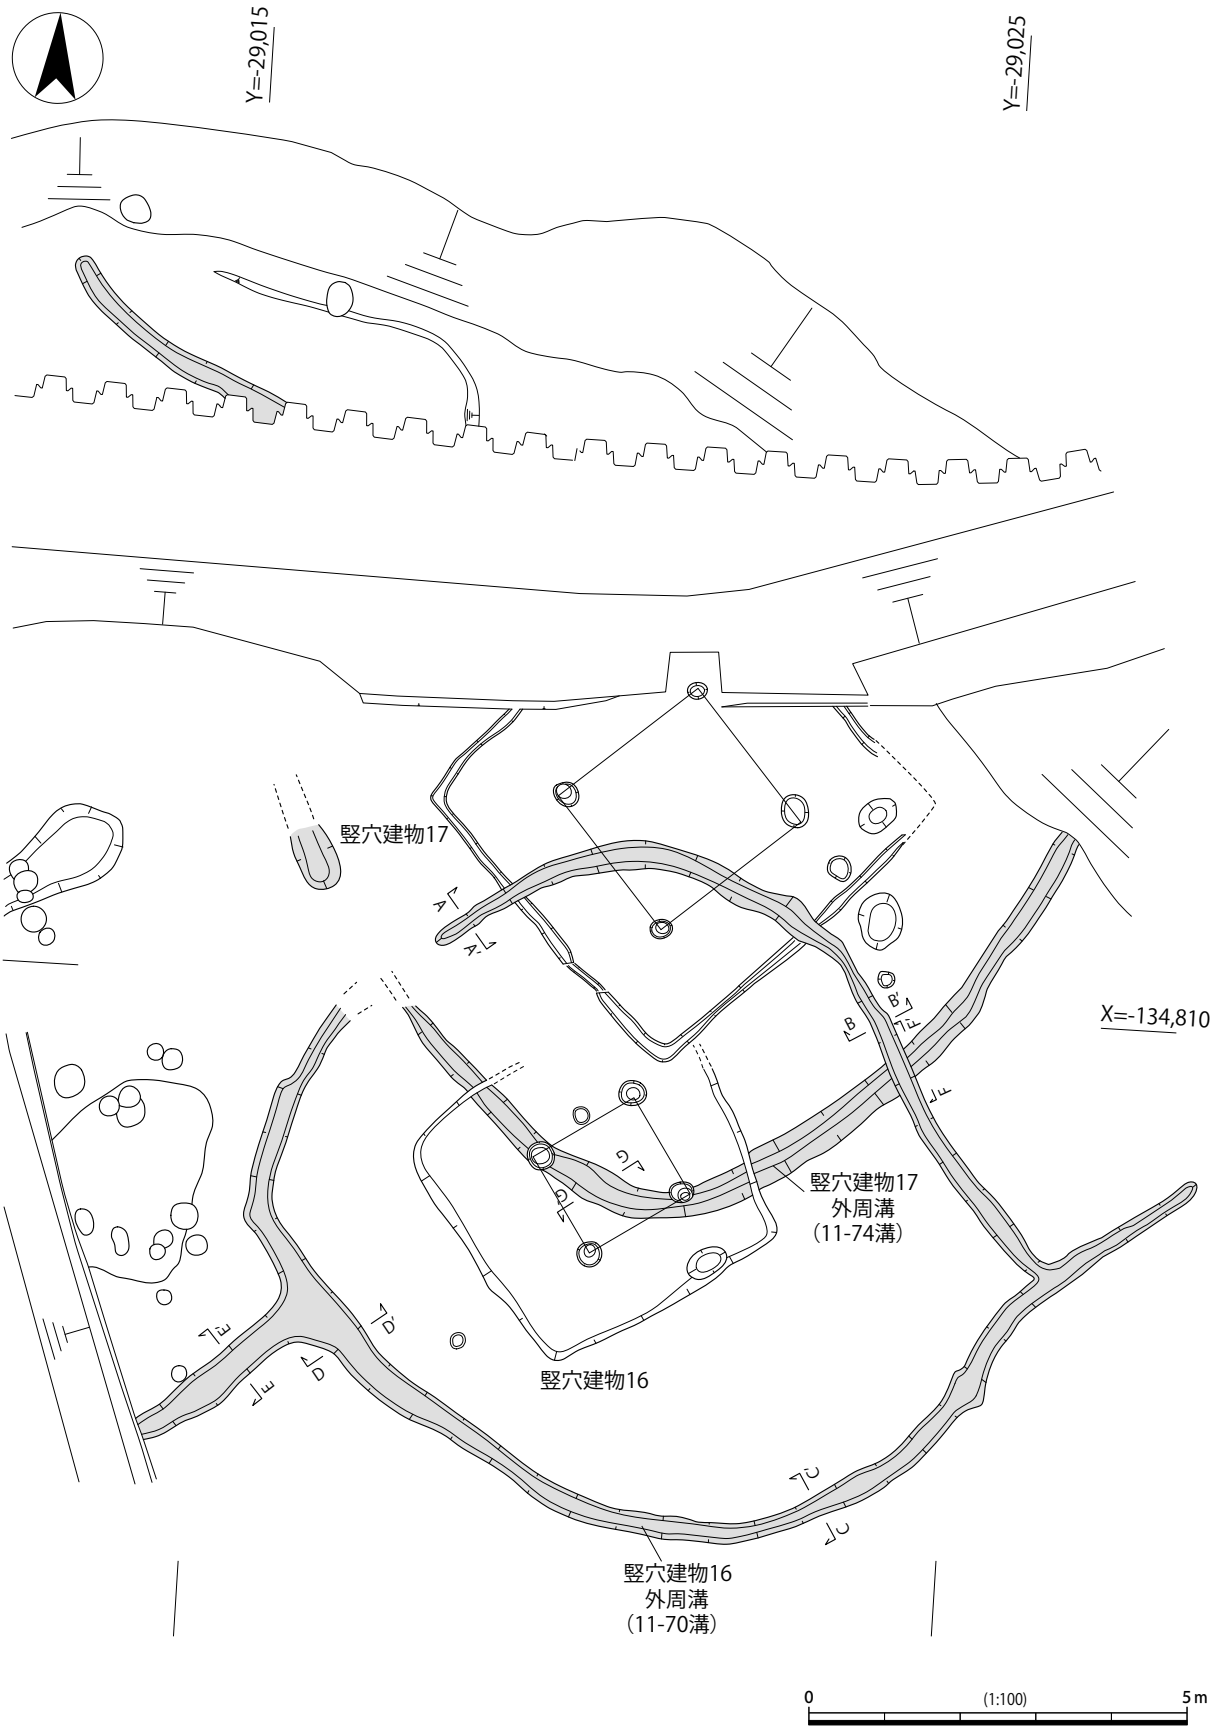 Y=-29,015
Y=-29,025
竪穴建物17
A
A'
X=-134,810
B
B'
F'
F
G
G'
竪穴建物17
外周溝
(11-74溝)
E'
D'
D
E
竪穴建物16
C'
C
竪穴建物16
外周溝
(11-70溝)
0
(1:100)
5m